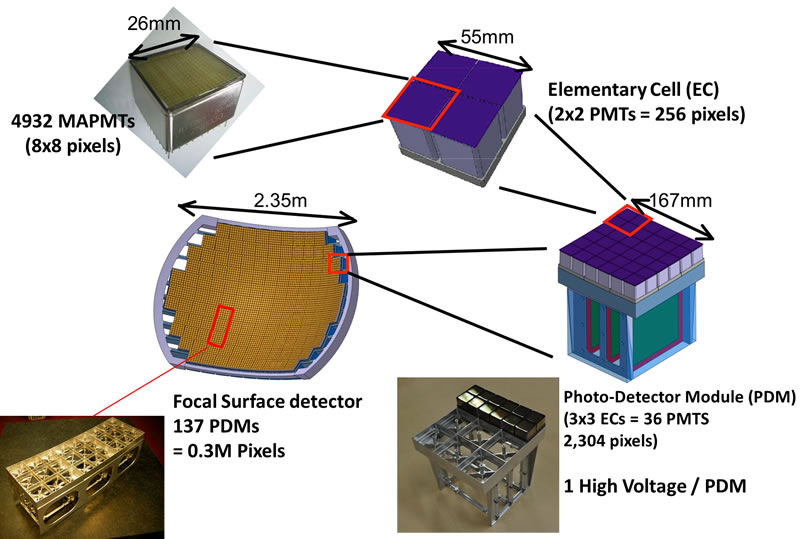 26mm
55mm
4932 MAPMTs
(8x8 pixels)
Elementary Cell (EC)
(2x2 PMTs = 256 pixels)
2.35m
167mm
Focal Surface detector
137 PDMs
= 0.3M Pixels
Photo-Detector Module (PDM)
(3x3 ECs = 36 PMTS
2,304 pixels)
1 High Voltage / PDM